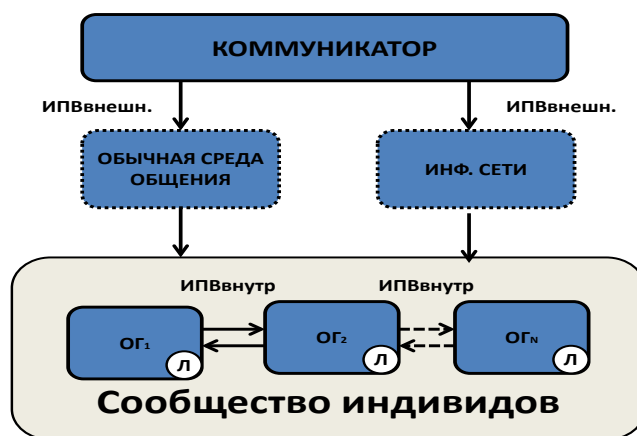 КОММУНИКАТОР
ИПВвнешн. ИПВвнешн.
ОБЫЧНАЯ СРЕДА
ОБЩЕНИЯ
ИНФ. СЕТИ
ИПВвнутр ИПВвнутр
ОГ₁ ОГ₂ ОГN
Л Л Л
Сообщество индивидов